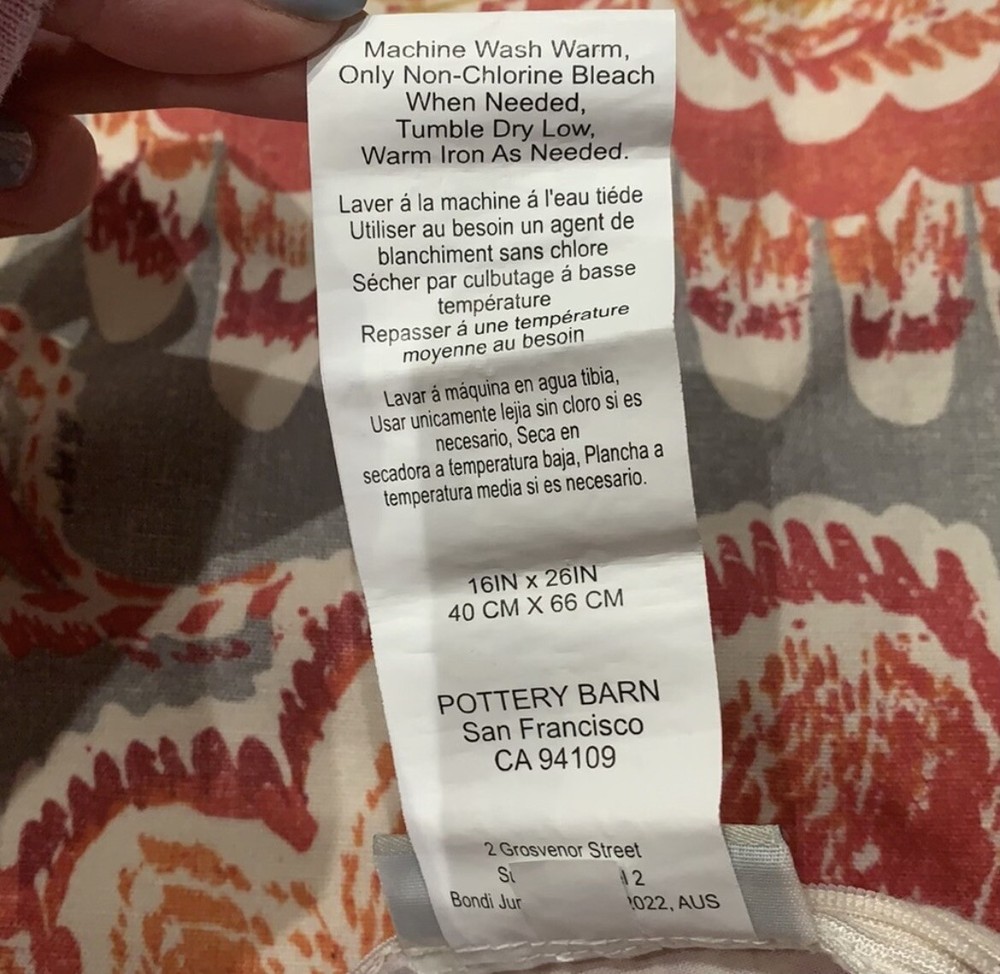 Machine Wash Warm,
Only Non-Chlorine Bleach
When Needed,
Tumble Dry Low,
Warm Iron As Needed.
Laver á la machine á l'eau tiéde
Utiliser au besoin un agent de
blanchiment sans chlore
Sécher par culbutage á basse
température
Repasser á une température
moyenne au besoin
Lavar á máquina en agua tibia,
Usar unicamente lejia sin cloro si es
necesario, Seca en
secadora a temperatura baja, Plancha a
temperatura media si es necesario.
16IN x 26IN
40 CM X 66 CM
POTTERY BARN
San Francisco
CA 94109
2 Grosvenor Street
2
Bondi AUS